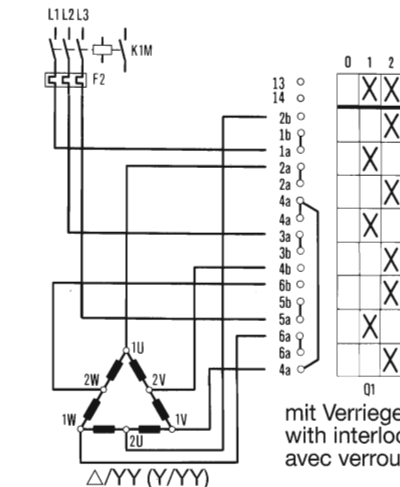 L1 L2 L3
K1M
F2
0 1 2
13
14
2b
1b
1a
2a
2a
4a
4a
3a
3b
4b
6b
5b
5a
6a
6a
4a
1U
2W 2V
1W 1V
2U
Q1
△/YY (Y/YY)
mit Verriege
with interloc
avec verrou